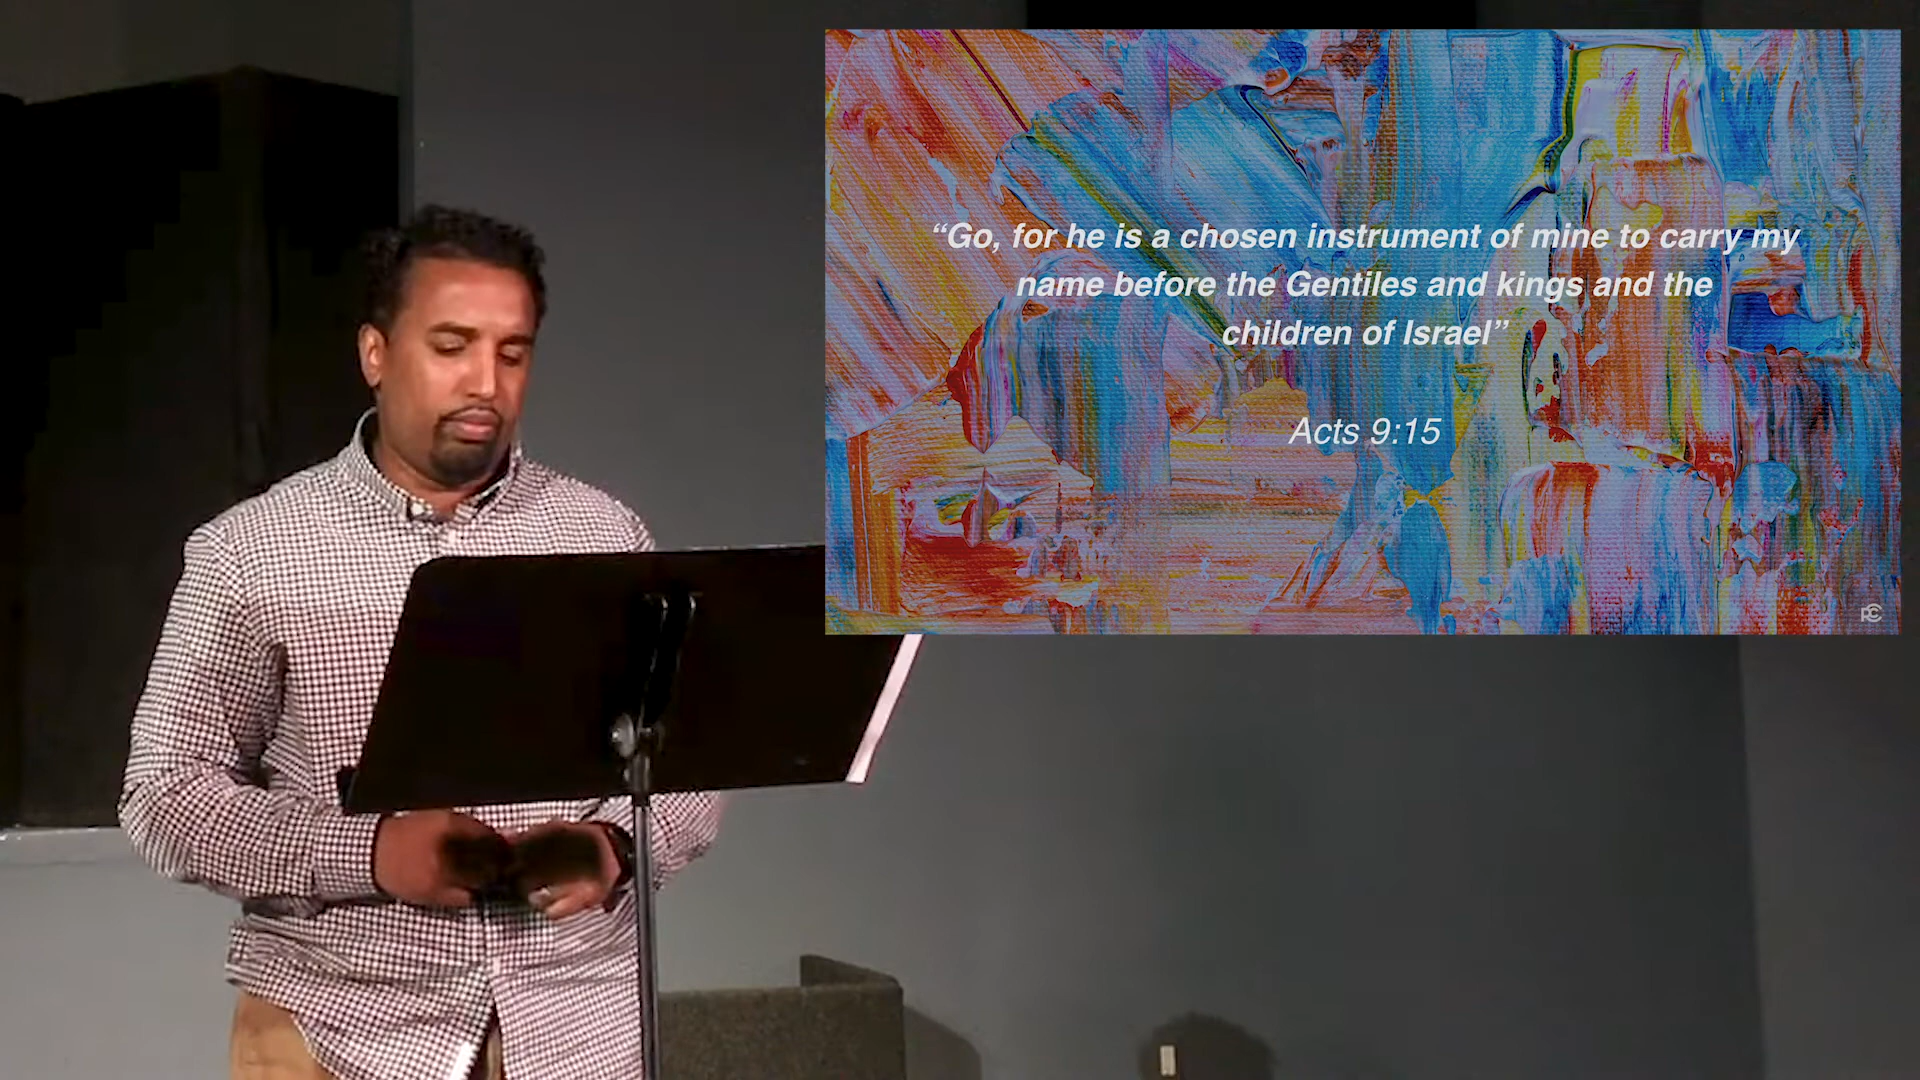 “Go, for he is a chosen instrument of mine to carry my
name before the Gentiles and kings and the
children of Israel”
Acts 9:15